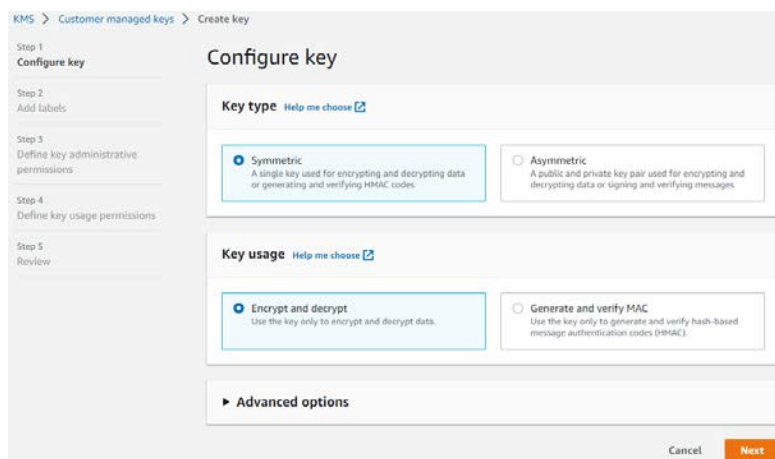 KMS > Customer managed keys > Create key
Step 1
Configure key
Step 2
Add labels
Step 3
Define key administrative
permissions
Step 4
Define key usage permissions
Step 5
Review
Configure key
Key type Help me choose
Symmetric
A single key used for encrypting and decrypting data
or generating and verifying HMAC codes
Asymmetric
A public and private key pair used for encrypting and
decrypting data or signing and verifying messages
Key usage Help me choose
Encrypt and decrypt
Use the key only to encrypt and decrypt data.
Generate and verify MAC
Use the key only to generate and verify hash-based
message authentication codes (HMAC).
Advanced options
Cancel Next